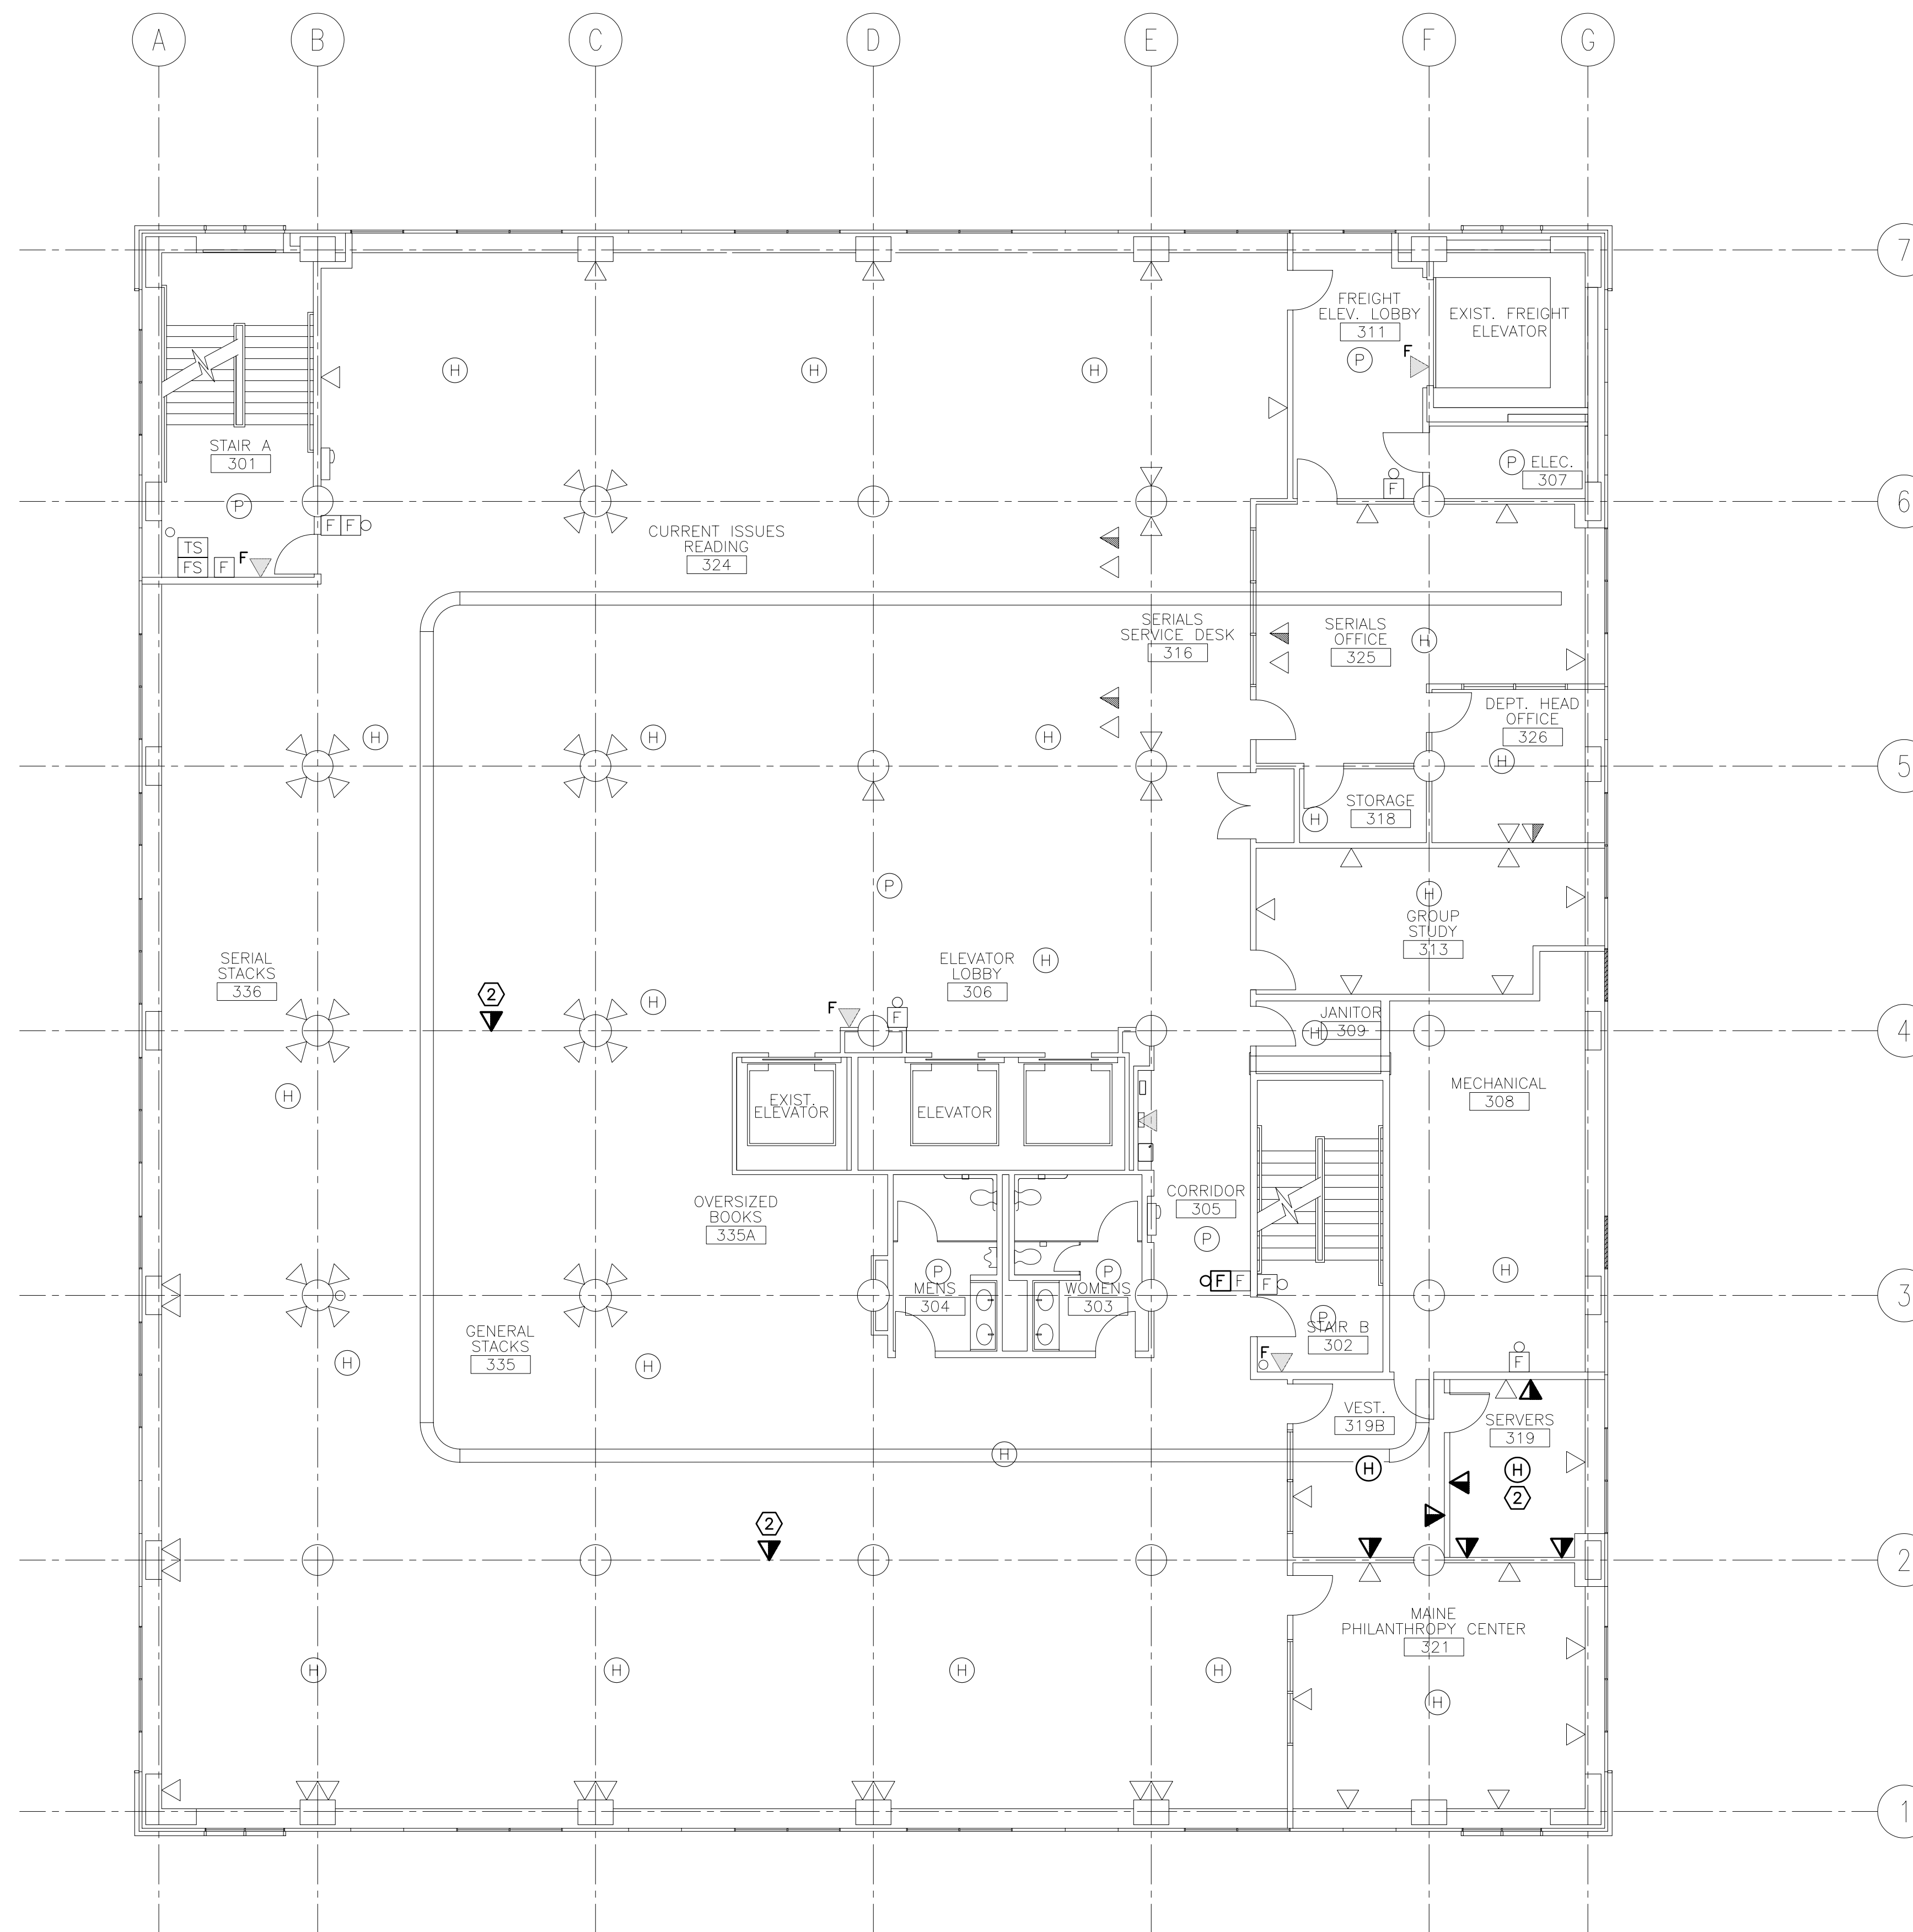 A B C D E F G
7
FREIGHT
ELEV. LOBBY
311
EXIST. FREIGHT
ELEVATOR
P
F
H H H
STAIR A
301
P ELEC.
307
F
P
6
F F
TS
FS F F
CURRENT ISSUES
READING
324
SERIALS
SERVICE DESK
316
SERIALS
OFFICE
325
H
DEPT. HEAD
OFFICE
326
H H H
H
5
STORAGE
318
H
P
H
GROUP
STUDY
313
SERIAL
STACKS
336
ELEVATOR
LOBBY
306
H
2
H
F F
JANITOR
309
H
4
H
EXIST.
ELEVATOR
ELEVATOR
MECHANICAL
308
OVERSIZED
BOOKS
335A
CORRIDOR
305
P
P P
H
MENS
304
WOMENS
303
F F F
3
P
STAIR B
302
F
GENERAL
STACKS
335
H H
F
VEST.
319B
SERVERS
319
H
H H
2
2
2
MAINE
PHILANTHROPY CENTER
321
H H H H
H
1